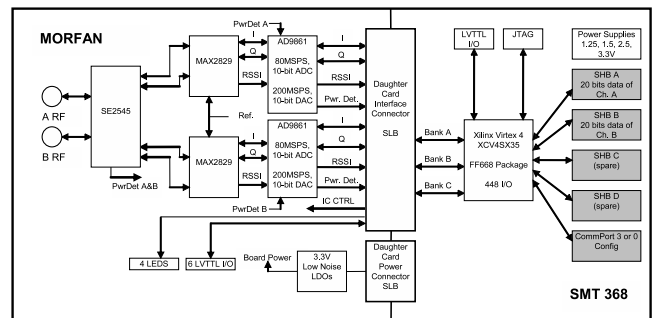 MORFAN
PwrDet A
A RF
B RF
SE2545
PwrDet A&B
MAX2829
I
Q
RSSI
AD9861
80MSPS,
10-bit ADC
200MSPS,
10-bit DAC
I
Q
RSSI
Pwr. Det.
Ref.
MAX2829
I
Q
RSSI
AD9861
80MSPS,
10-bit ADC
200MSPS,
10-bit DAC
I
Q
RSSI
Pwr. Det.
PwrDet B
IC CTRL
4 LEDS
6 LVTTL I/O
Board Power
3.3V
Low Noise
LDOs
Daughter
Card
Interface
Connector
SLB
Daughter
Card
Power
Connector
SLB
Bank A
Bank B
Bank C
LVTTL
I/O
JTAG
Xilinx Virtex 4
XCV4SX35
FF668 Package
448 I/O
Power Supplies
1.25, 1.5, 2.5,
3.3V
SHB A
20 bits data of
Ch. A
SHB B
20 bits data of
Ch. B
SHB C
(spare)
SHB D
(spare)
CommPort 3 or 0
Config
SMT 368